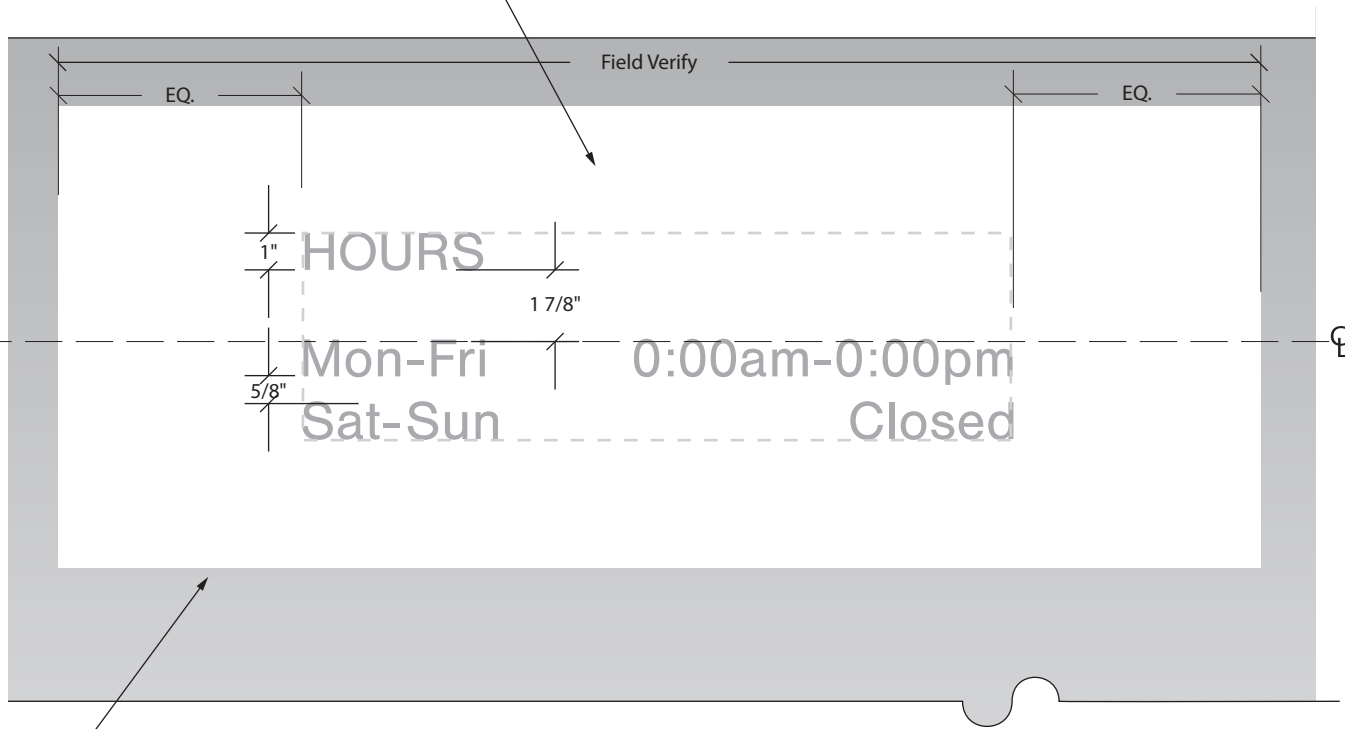 Field Verify
EQ. EQ.
1" HOURS
1 7/8"
Mon-Fri 0:00am-0:00pm
5/8"
Sat-Sun Closed
℄